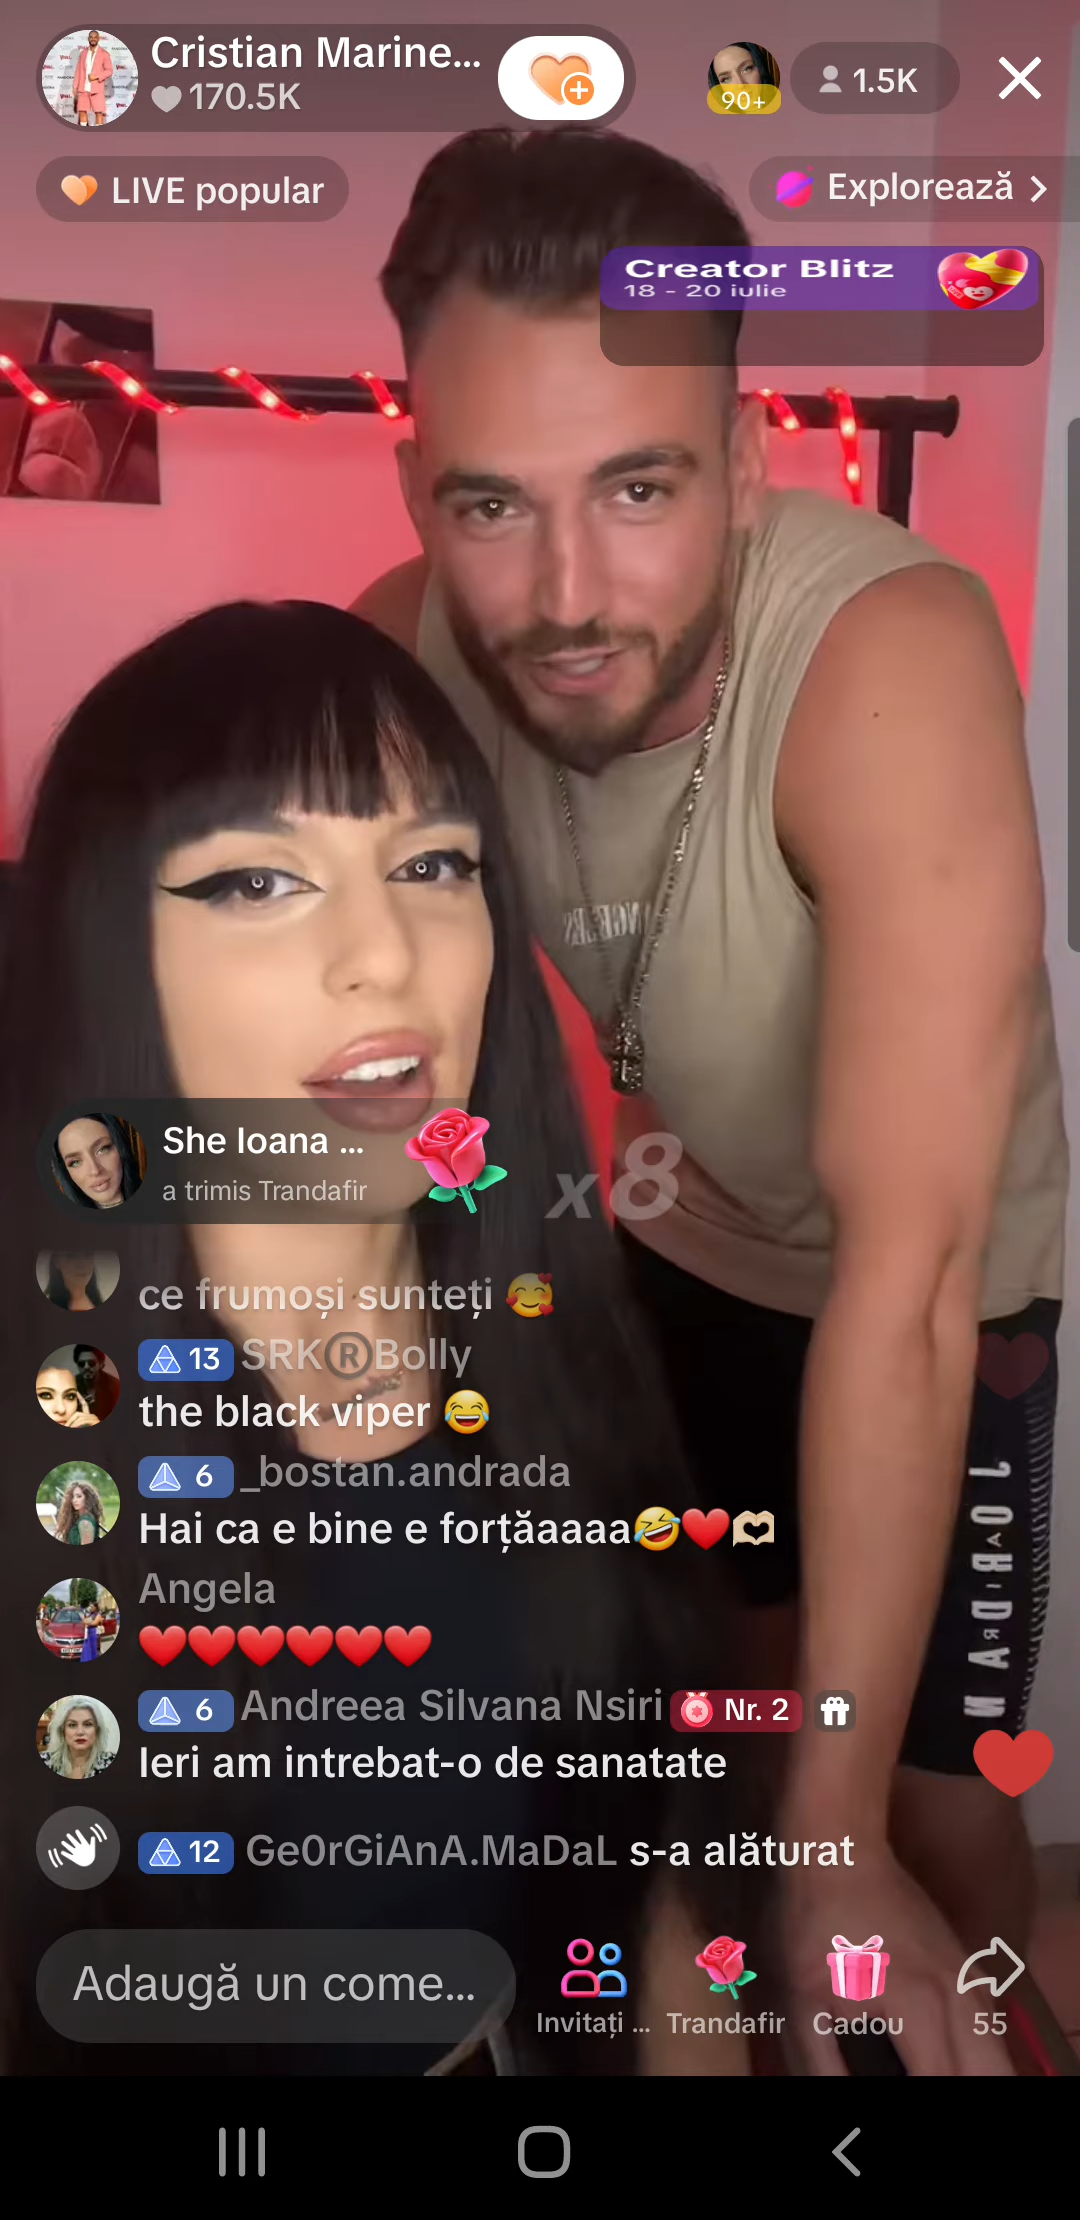 Cristian Marine...
170.5K
90+
1.5K
LIVE popular
Explorează
Creator Blitz
18 - 20 iulie
She Ioana ...
a trimis Trandafir
x8
ce frumoși sunteți 🥰
13 SRK®Bolly
the black viper 😂
6 _bostan.andrada
Hai ca e bine e forțăaaaa🤣❤️🫶🏼
Angela
❤️❤️❤️❤️❤️❤️
6 Andreea Silvana Nsiri Nr. 2
Ieri am intrebat-o de sanatate
12 Ge0rGiAnA.MaDaL s-a alăturat
Adaugă un come...
Invitați ...
Trandafir
Cadou
55